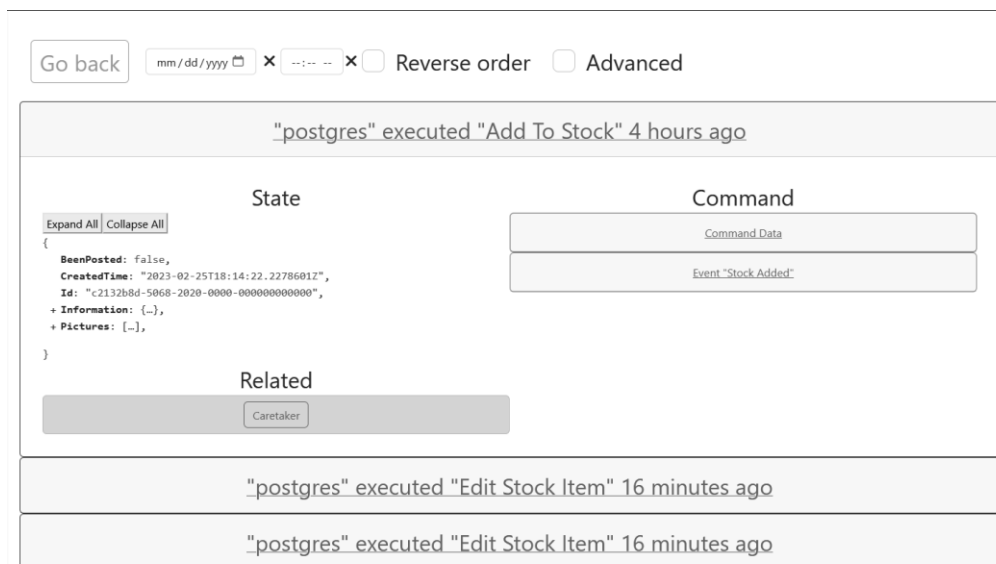 Go back mm/dd/yyyy × --:-- -- × Reverse order Advanced
"postgres" executed "Add To Stock" 4 hours ago
State
Expand All Collapse All
{
BeenPosted: false,
CreatedTime: "2023-02-25T18:14:22.2278601Z",
Id: "c2132b8d-5068-2020-0000-000000000000",
+ Information: {…},
+ Pictures: […],
}
Related
Caretaker
Command
Command Data
Event "Stock Added"
"postgres" executed "Edit Stock Item" 16 minutes ago
"postgres" executed "Edit Stock Item" 16 minutes ago